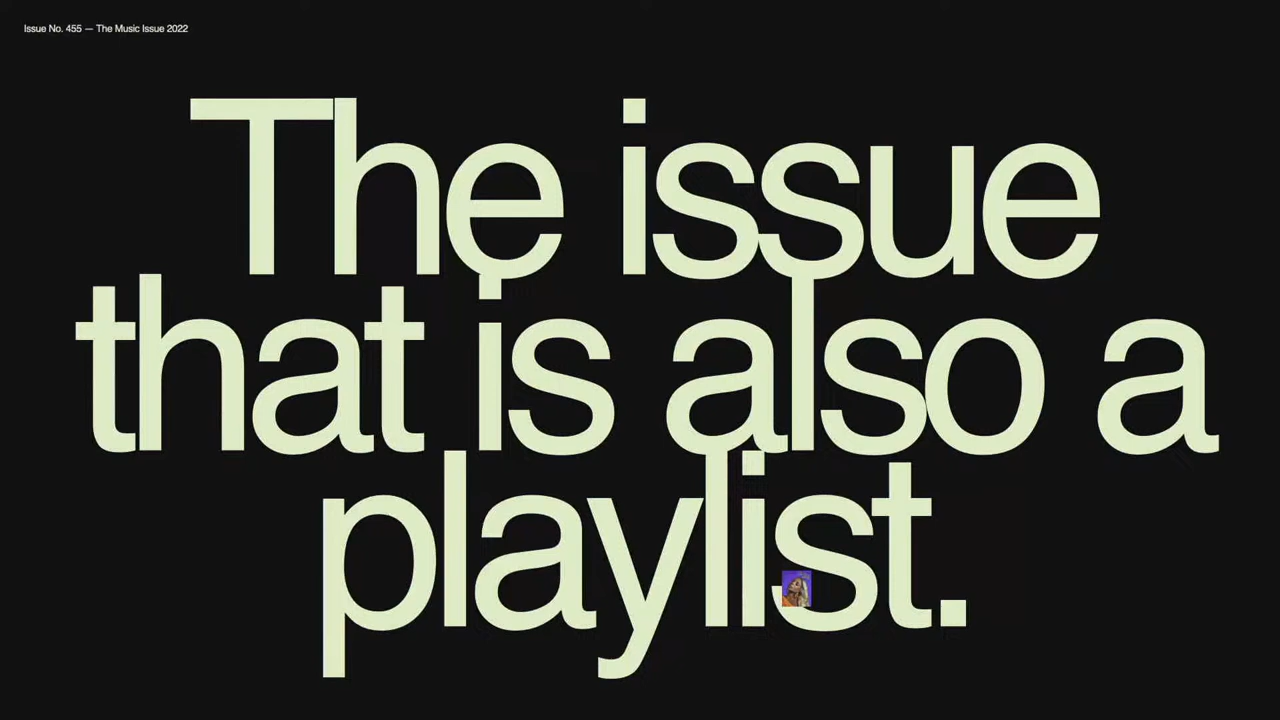 Issue No. 455 — The Music Issue 2022
The issue
that is also a
playlist.